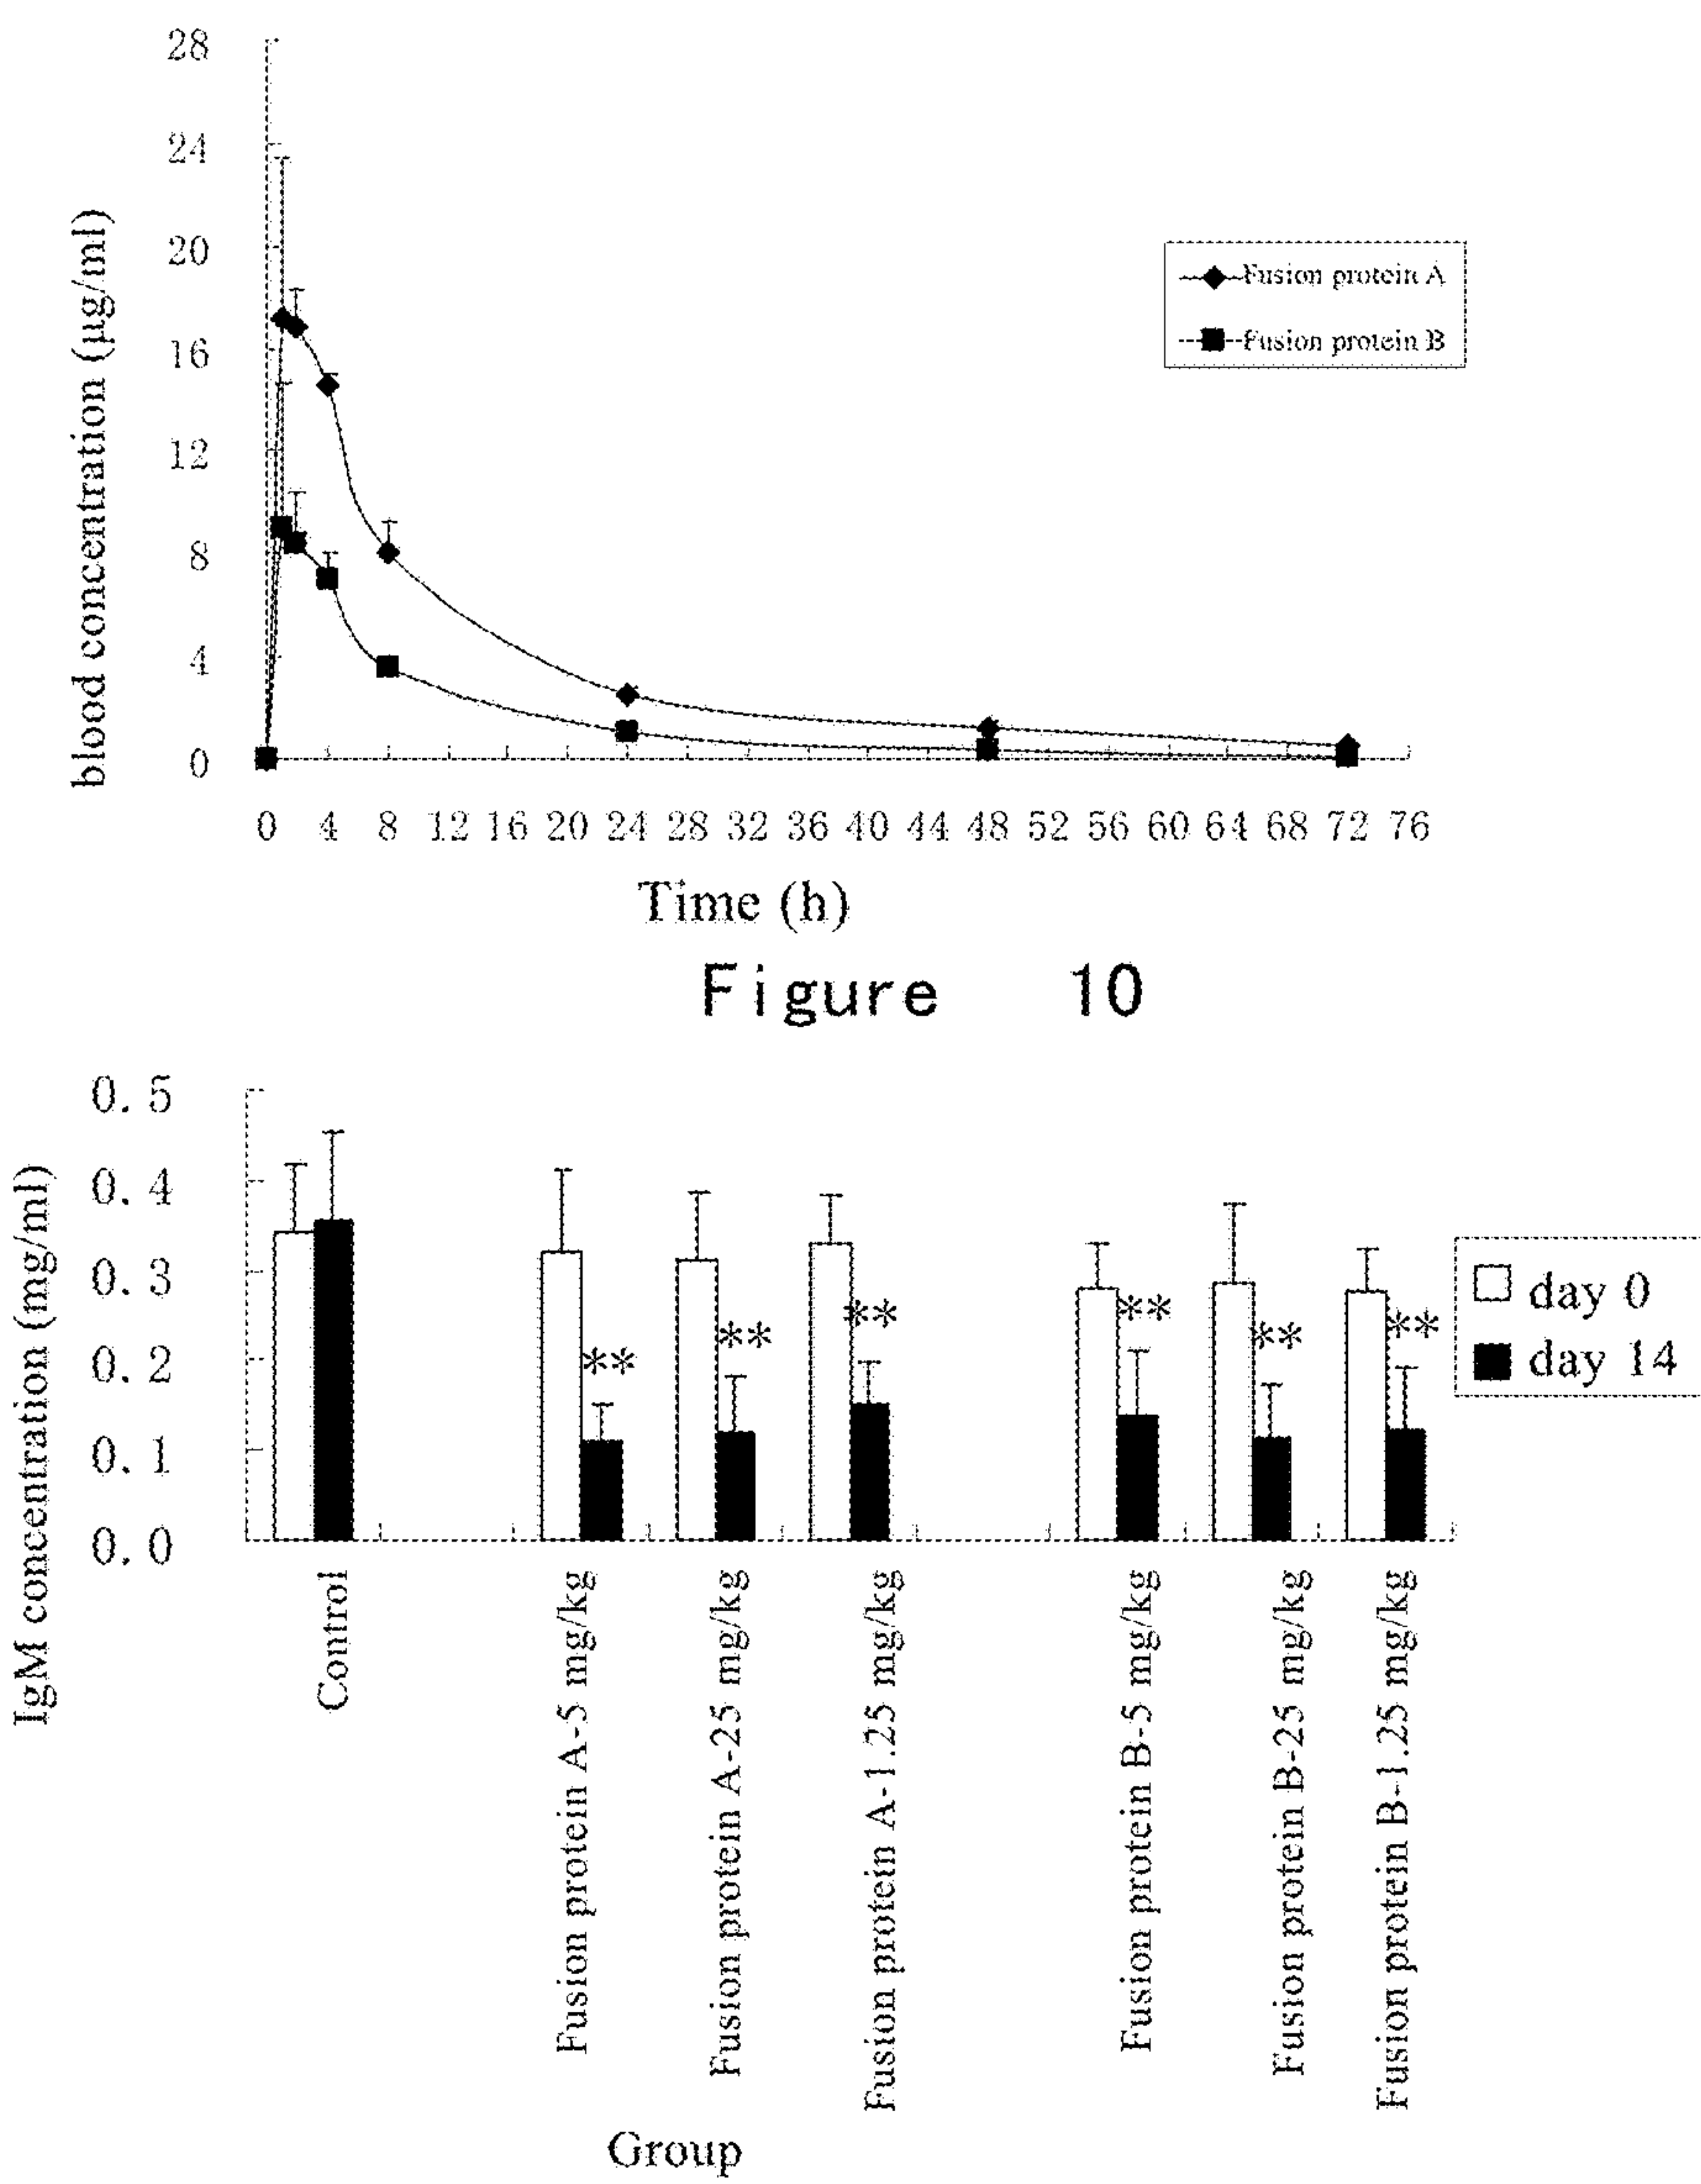 28
24
20
16
12
8
4
0
blood concentration (µg/ml)
Fusion protein A
Fusion protein B
0 4 8 12 16 20 24 28 32 36 40 44 48 52 56 60 64 68 72 76
Time (h)
Figure 10
0.5
0.4
0.3
0.2
0.1
0.0
IgM concentration (mg/ml)
**
**
**
**
**
**
day 0
day 14
Control
Fusion protein A-5 mg/kg
Fusion protein A-25 mg/kg
Fusion protein A-1.25 mg/kg
Fusion protein B-5 mg/kg
Fusion protein B-25 mg/kg
Fusion protein B-1.25 mg/kg
Group